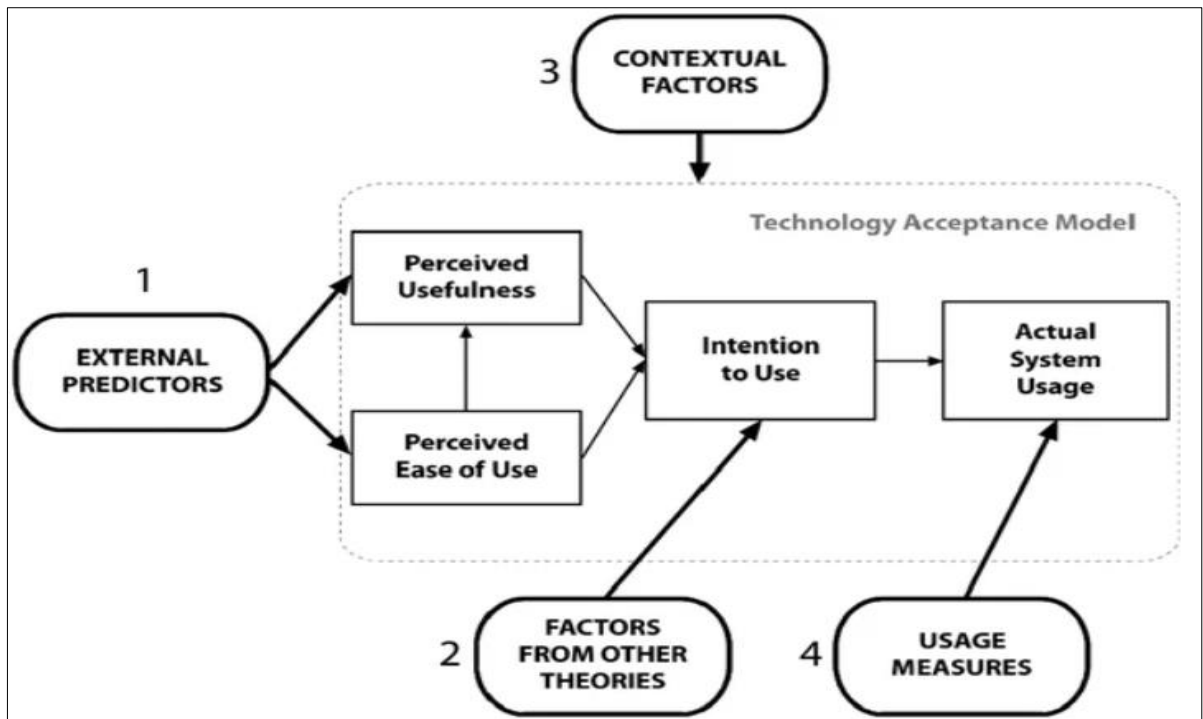 3
CONTEXTUAL
FACTORS
Technology Acceptance Model
1
EXTERNAL
PREDICTORS
Perceived
Usefulness
Perceived
Ease of Use
Intention
to Use
Actual
System
Usage
2
FACTORS
FROM OTHER
THEORIES
4
USAGE
MEASURES